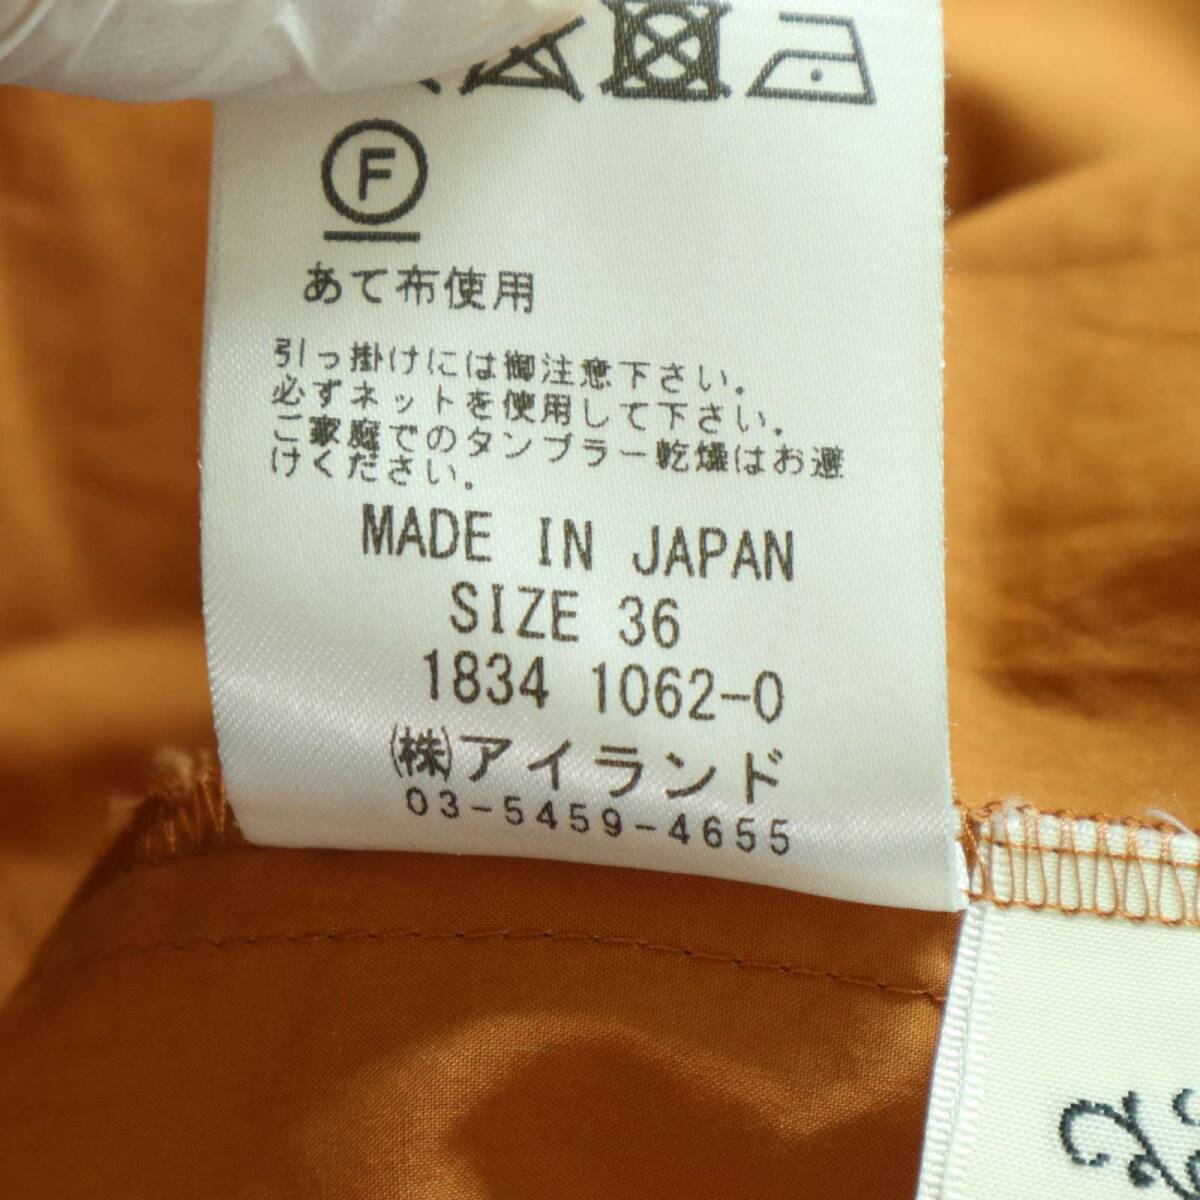 F
あて布使用
引っ掛けには御注意下さい。
必ずネットを使用して下さい。
ご家庭でのタンブラー乾燥はお避
けください。
MADE IN JAPAN
SIZE 36
1834 1062-0
㈱アイランド
03-5459-4655